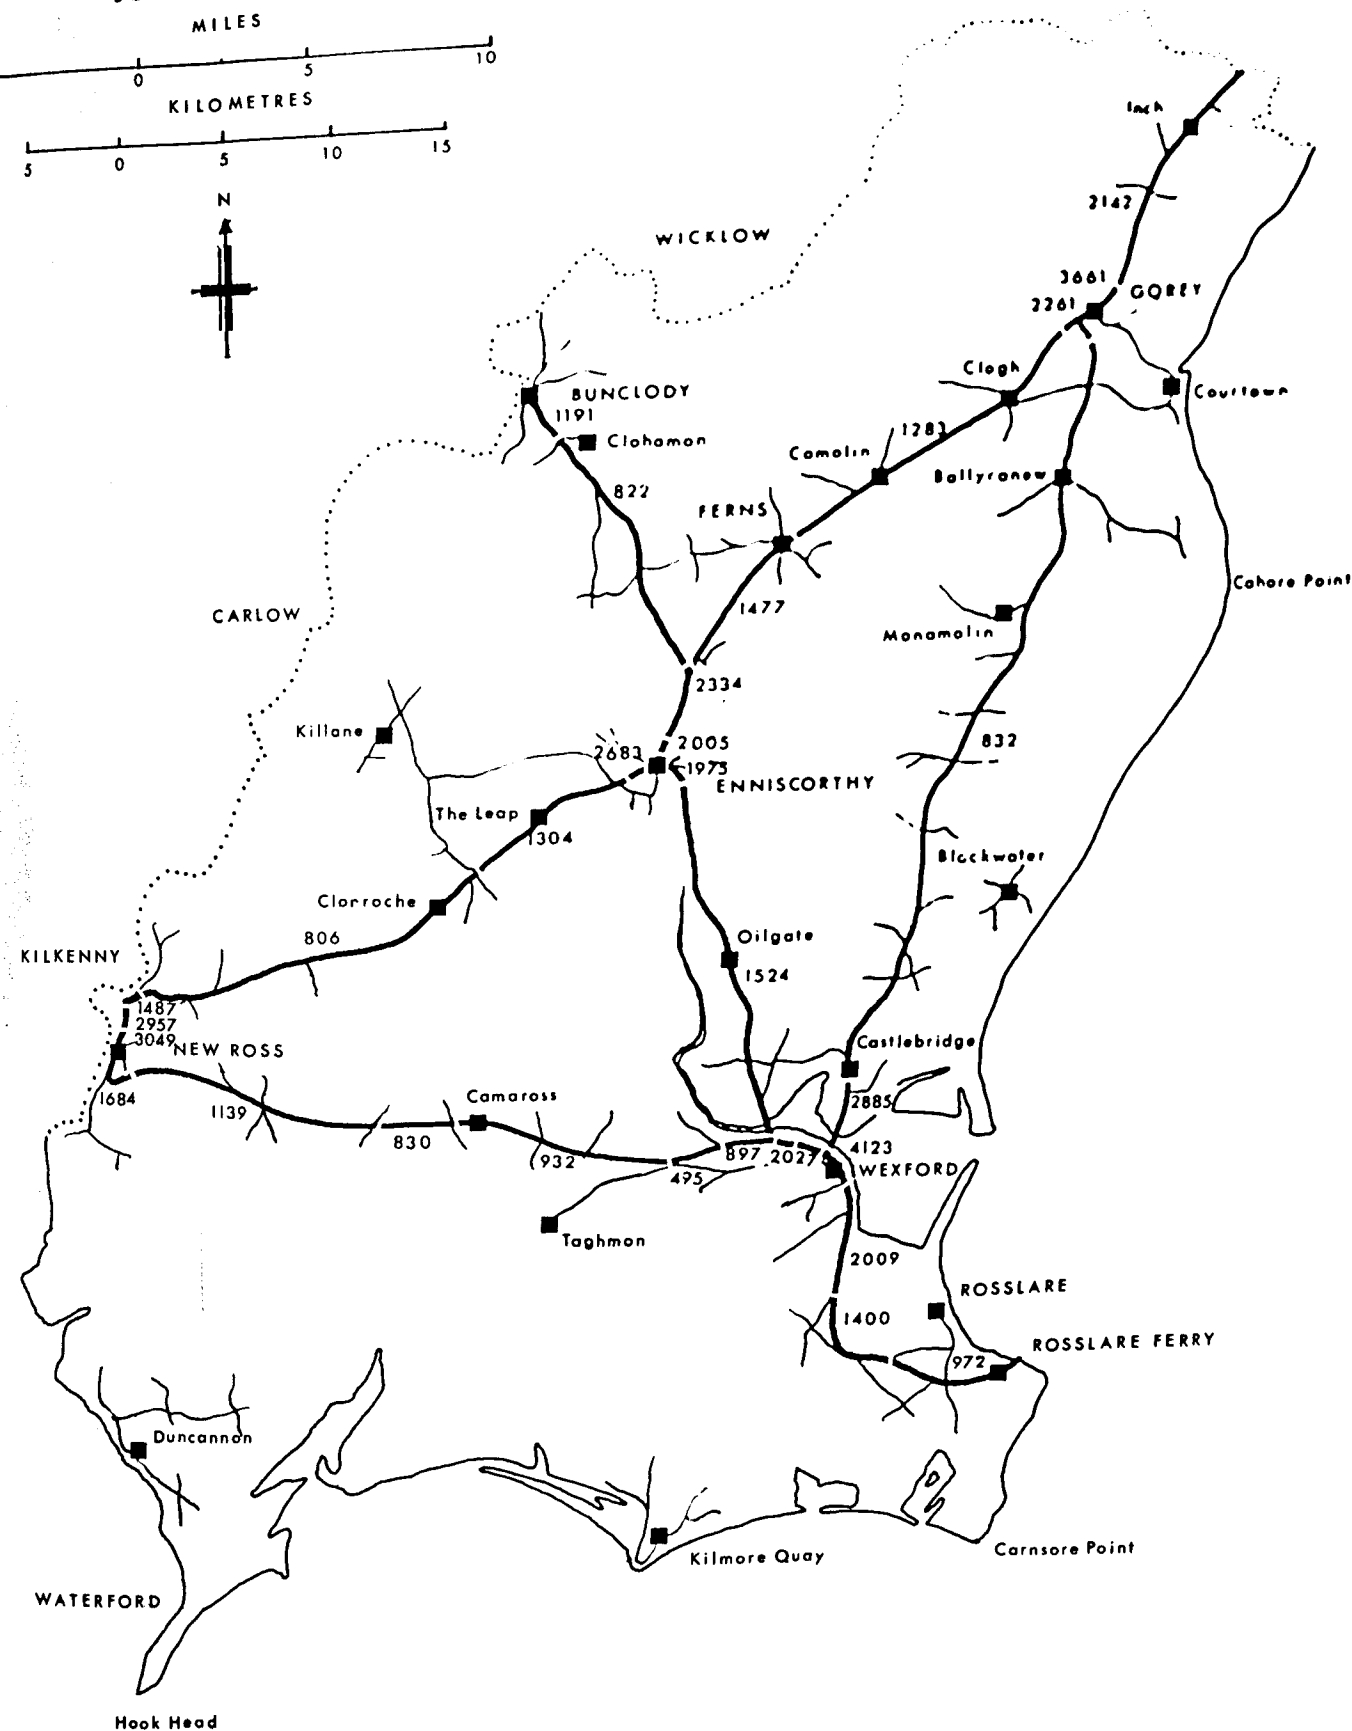 MILES
0 5 10
KILOMETRES
5 0 5 10 15
N
Inch
2142
WICKLOW
3661
GOREY
2261
Clogh
Courtown
BUNCLODY
1191
Clohamon
1283
Camolin
Ballycanew
822
FERNS
Cahore Point
1477
CARLOW
Monamolin
2334
Killane
832
2683
2005
1975
ENNISCORTHY
The Leap
1304
Blackwater
Clonroche
806
Oilgate
KILKENNY
1524
1487
2957
3049
NEW ROSS
Castlebridge
1684
1139
Camaross
2885
830
932
897
2027
4123
495
WEXFORD
Taghmon
2009
ROSSLARE
1400
ROSSLARE FERRY
972
Duncannon
Carnsore Point
Kilmore Quay
WATERFORD
Hook Head